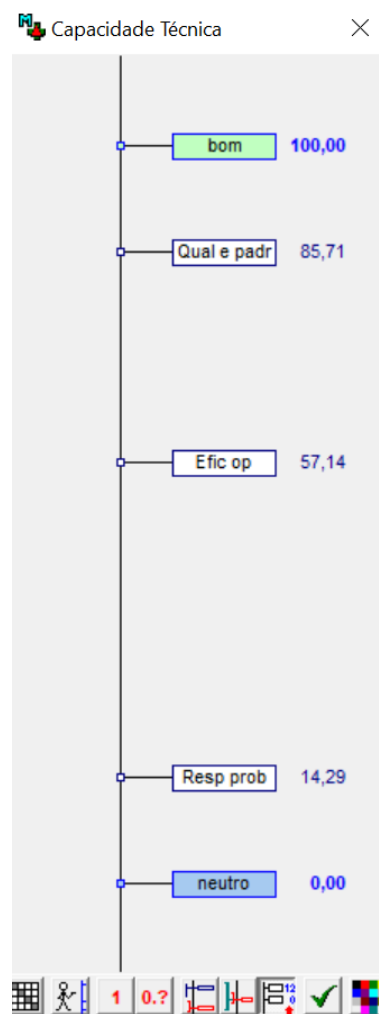 Capacidade Técnica
bom 100,00
Qual e padr 85,71
Efic op 57,14
Resp prob 14,29
neutro 0,00
1 0.?